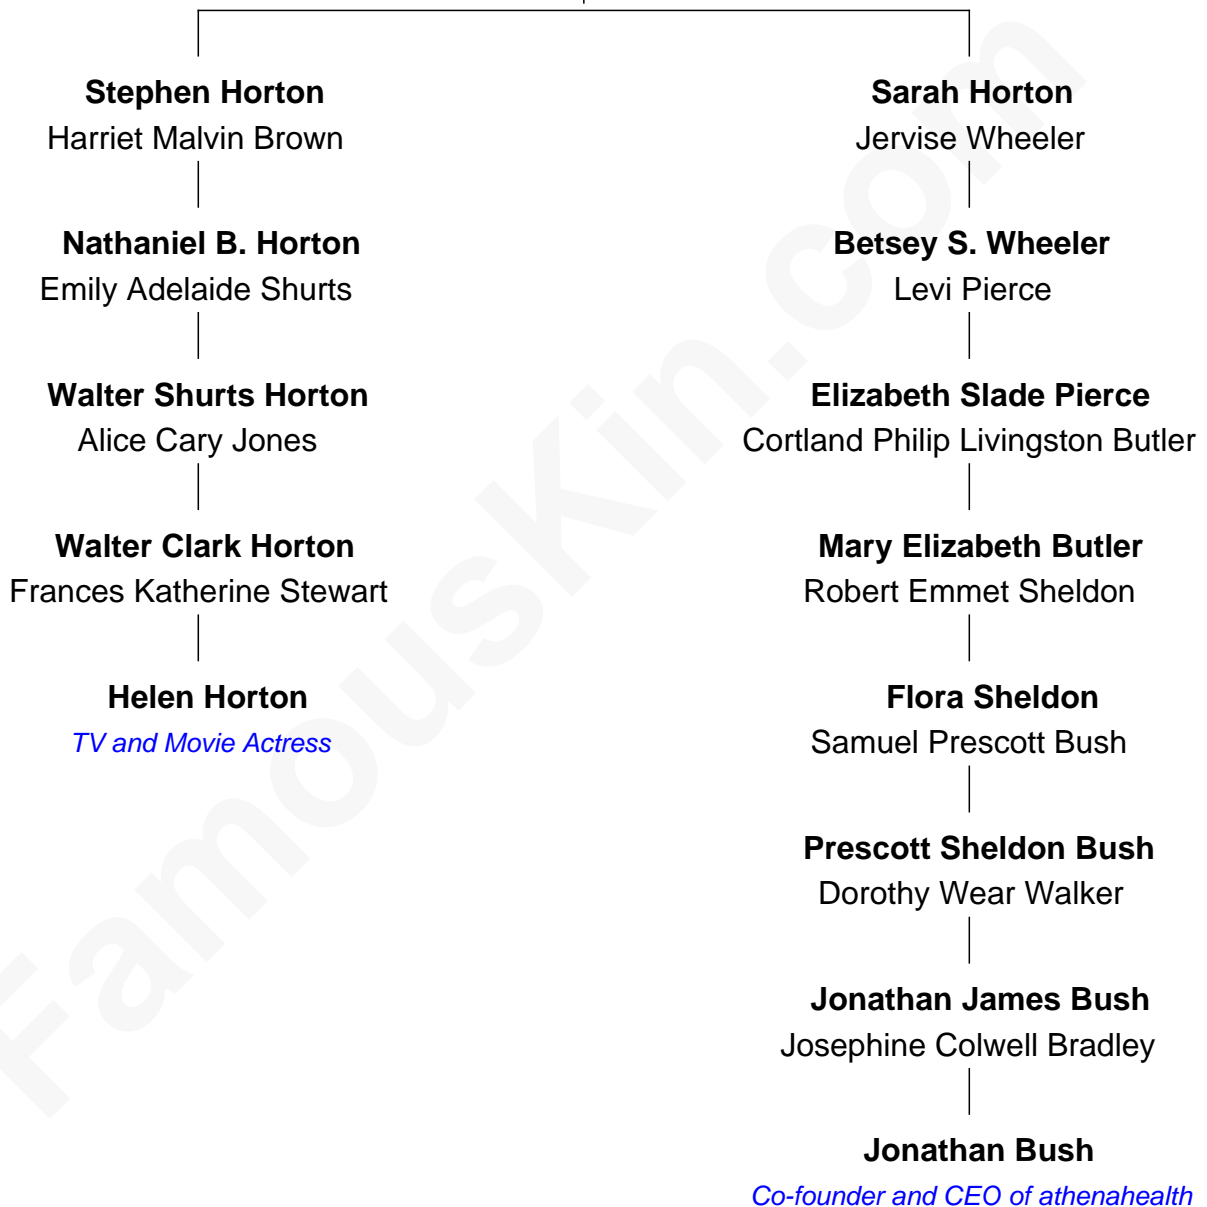 Stephen Horton
Harriet Malvin Brown
Nathaniel B. Horton
Emily Adelaide Shurts
Walter Shurts Horton
Alice Cary Jones
Walter Clark Horton
Frances Katherine Stewart
Helen Horton
TV and Movie Actress
Sarah Horton
Jervise Wheeler
Betsey S. Wheeler
Levi Pierce
Elizabeth Slade Pierce
Cortland Philip Livingston Butler
Mary Elizabeth Butler
Robert Emmet Sheldon
Flora Sheldon
Samuel Prescott Bush
Prescott Sheldon Bush
Dorothy Wear Walker
Jonathan James Bush
Josephine Colwell Bradley
Jonathan Bush
Co-founder and CEO of athenahealth
FamousKin.com